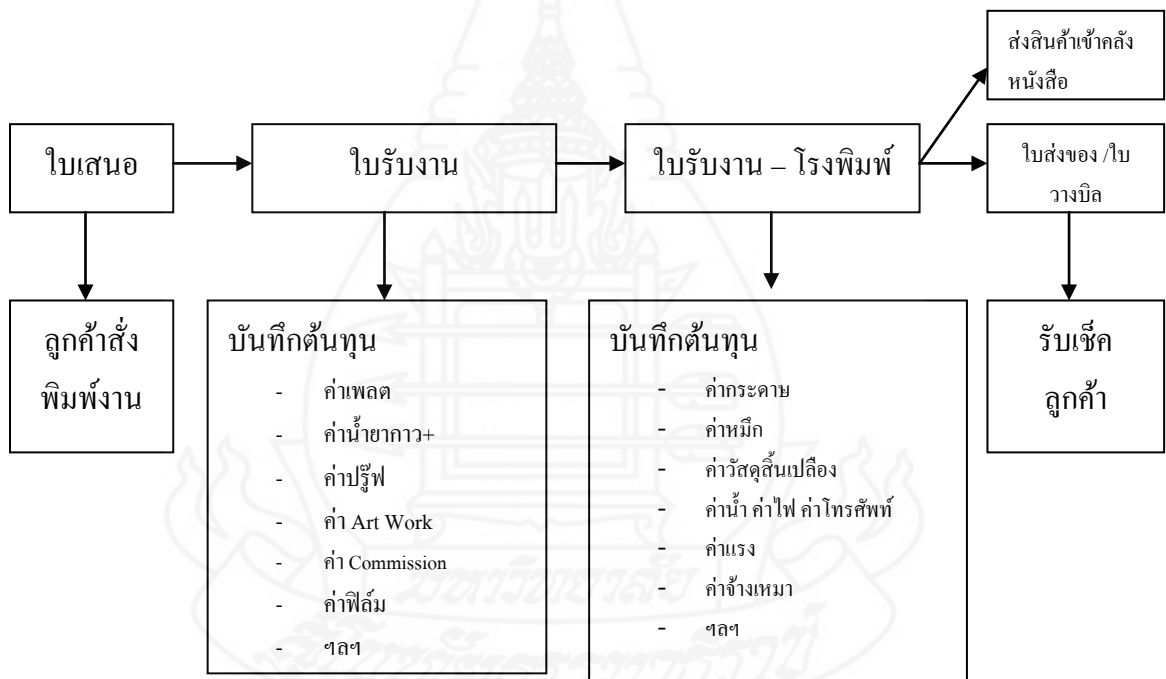 ส่งสินค้าเข้าคลัง
หนังสือ
ใบเสนอ
ใบรับงาน
ใบรับงาน – โรงพิมพ์
ใบส่งของ /ใบ
วางบิล
ลูกค้าสั่ง
พิมพ์งาน
บันทึกต้นทุน
- ค่าเพลต
- ค่าน้ำยากาว+
- ค่าปรู๊ฟ
- ค่า Art Work
- ค่า Commission
- ค่าฟิล์ม
- ฯลฯ
บันทึกต้นทุน
- ค่ากระดาษ
- ค่าหมึก
- ค่าวัสดุสิ้นเปลือง
- ค่าน้ำ ค่าไฟ ค่าโทรศัพท์
- ค่าแรง
- ค่าจ้างเหมา
- ฯลฯ
รับเช็ค
ลูกค้า